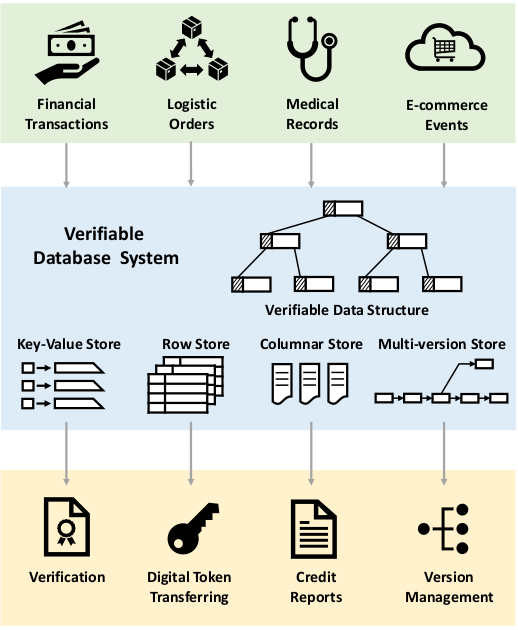 Financial
Transactions
Logistic
Orders
Medical
Records
E-commerce
Events
Verifiable
Database System
Verifiable Data Structure
Key-Value Store
Row Store
Columnar Store
Multi-version Store
Verification
Digital Token
Transferring
Credit
Reports
Version
Management